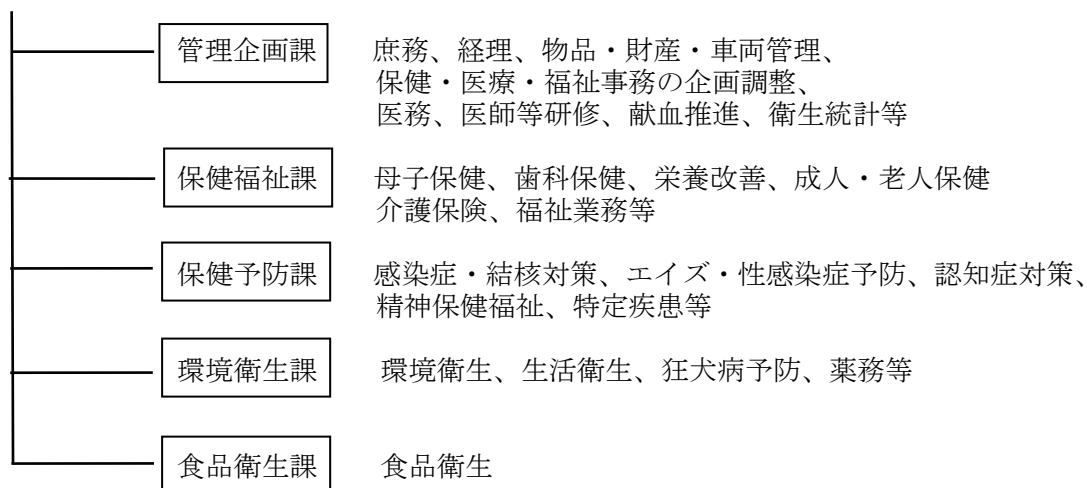 管理企画課 庶務、経理、物品・財産・車両管理、
保健・医療・福祉事務の企画調整、
医務、医師等研修、献血推進、衛生統計等
保健福祉課 母子保健、歯科保健、栄養改善、成人・老人保健
介護保険、福祉業務等
保健予防課 感染症・結核対策、エイズ・性感染症予防、認知症対策、
精神保健福祉、特定疾患等
環境衛生課 環境衛生、生活衛生、狂犬病予防、薬務等
食品衛生課 食品衛生